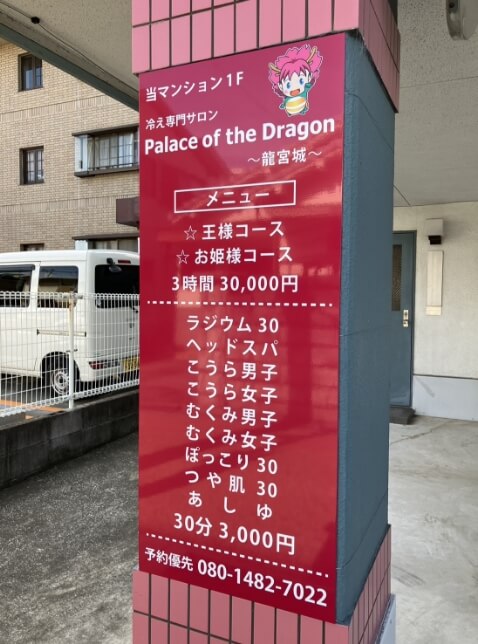 当マンション1F
冷え専門サロン
Palace of the Dragon
～龍宮城～
メニュー
☆王様コース
☆お姫様コース
3時間 30,000円
ラジウム 30
ヘッドスパ
こうら男子
こうら女子
むくみ男子
むくみ女子
ぽっこり 30
つや肌 30
あしゆ
30分 3,000円
予約優先 080-1482-7022